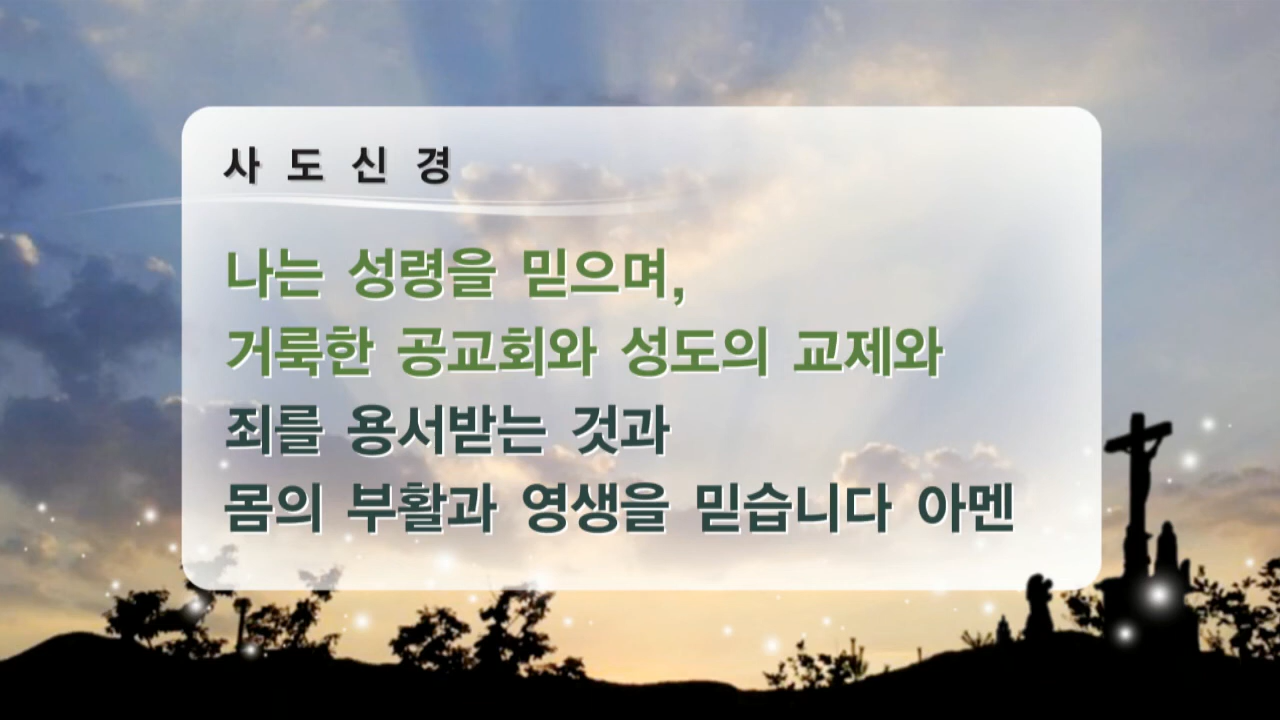 사 도 신 경
나는 성령을 믿으며,
거룩한 공교회와 성도의 교제와
죄를 용서받는 것과
몸의 부활과 영생을 믿습니다 아멘